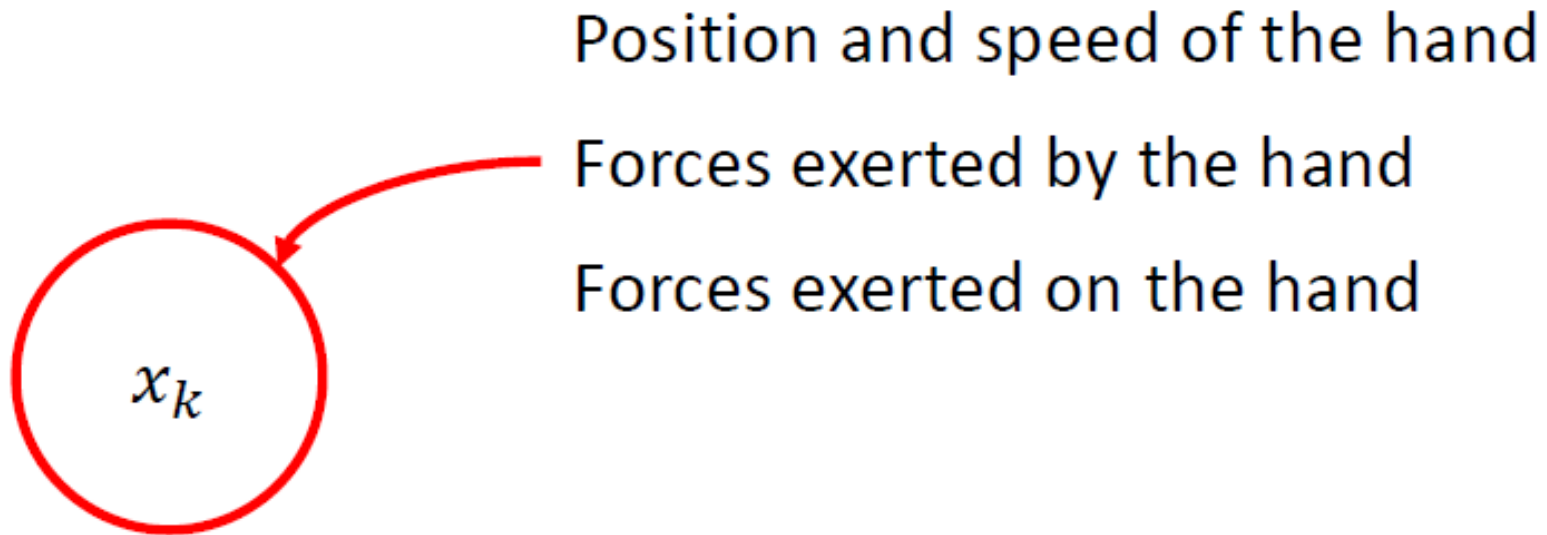 Position and speed of the hand
Forces exerted by the hand
Forces exerted on the hand
x_k